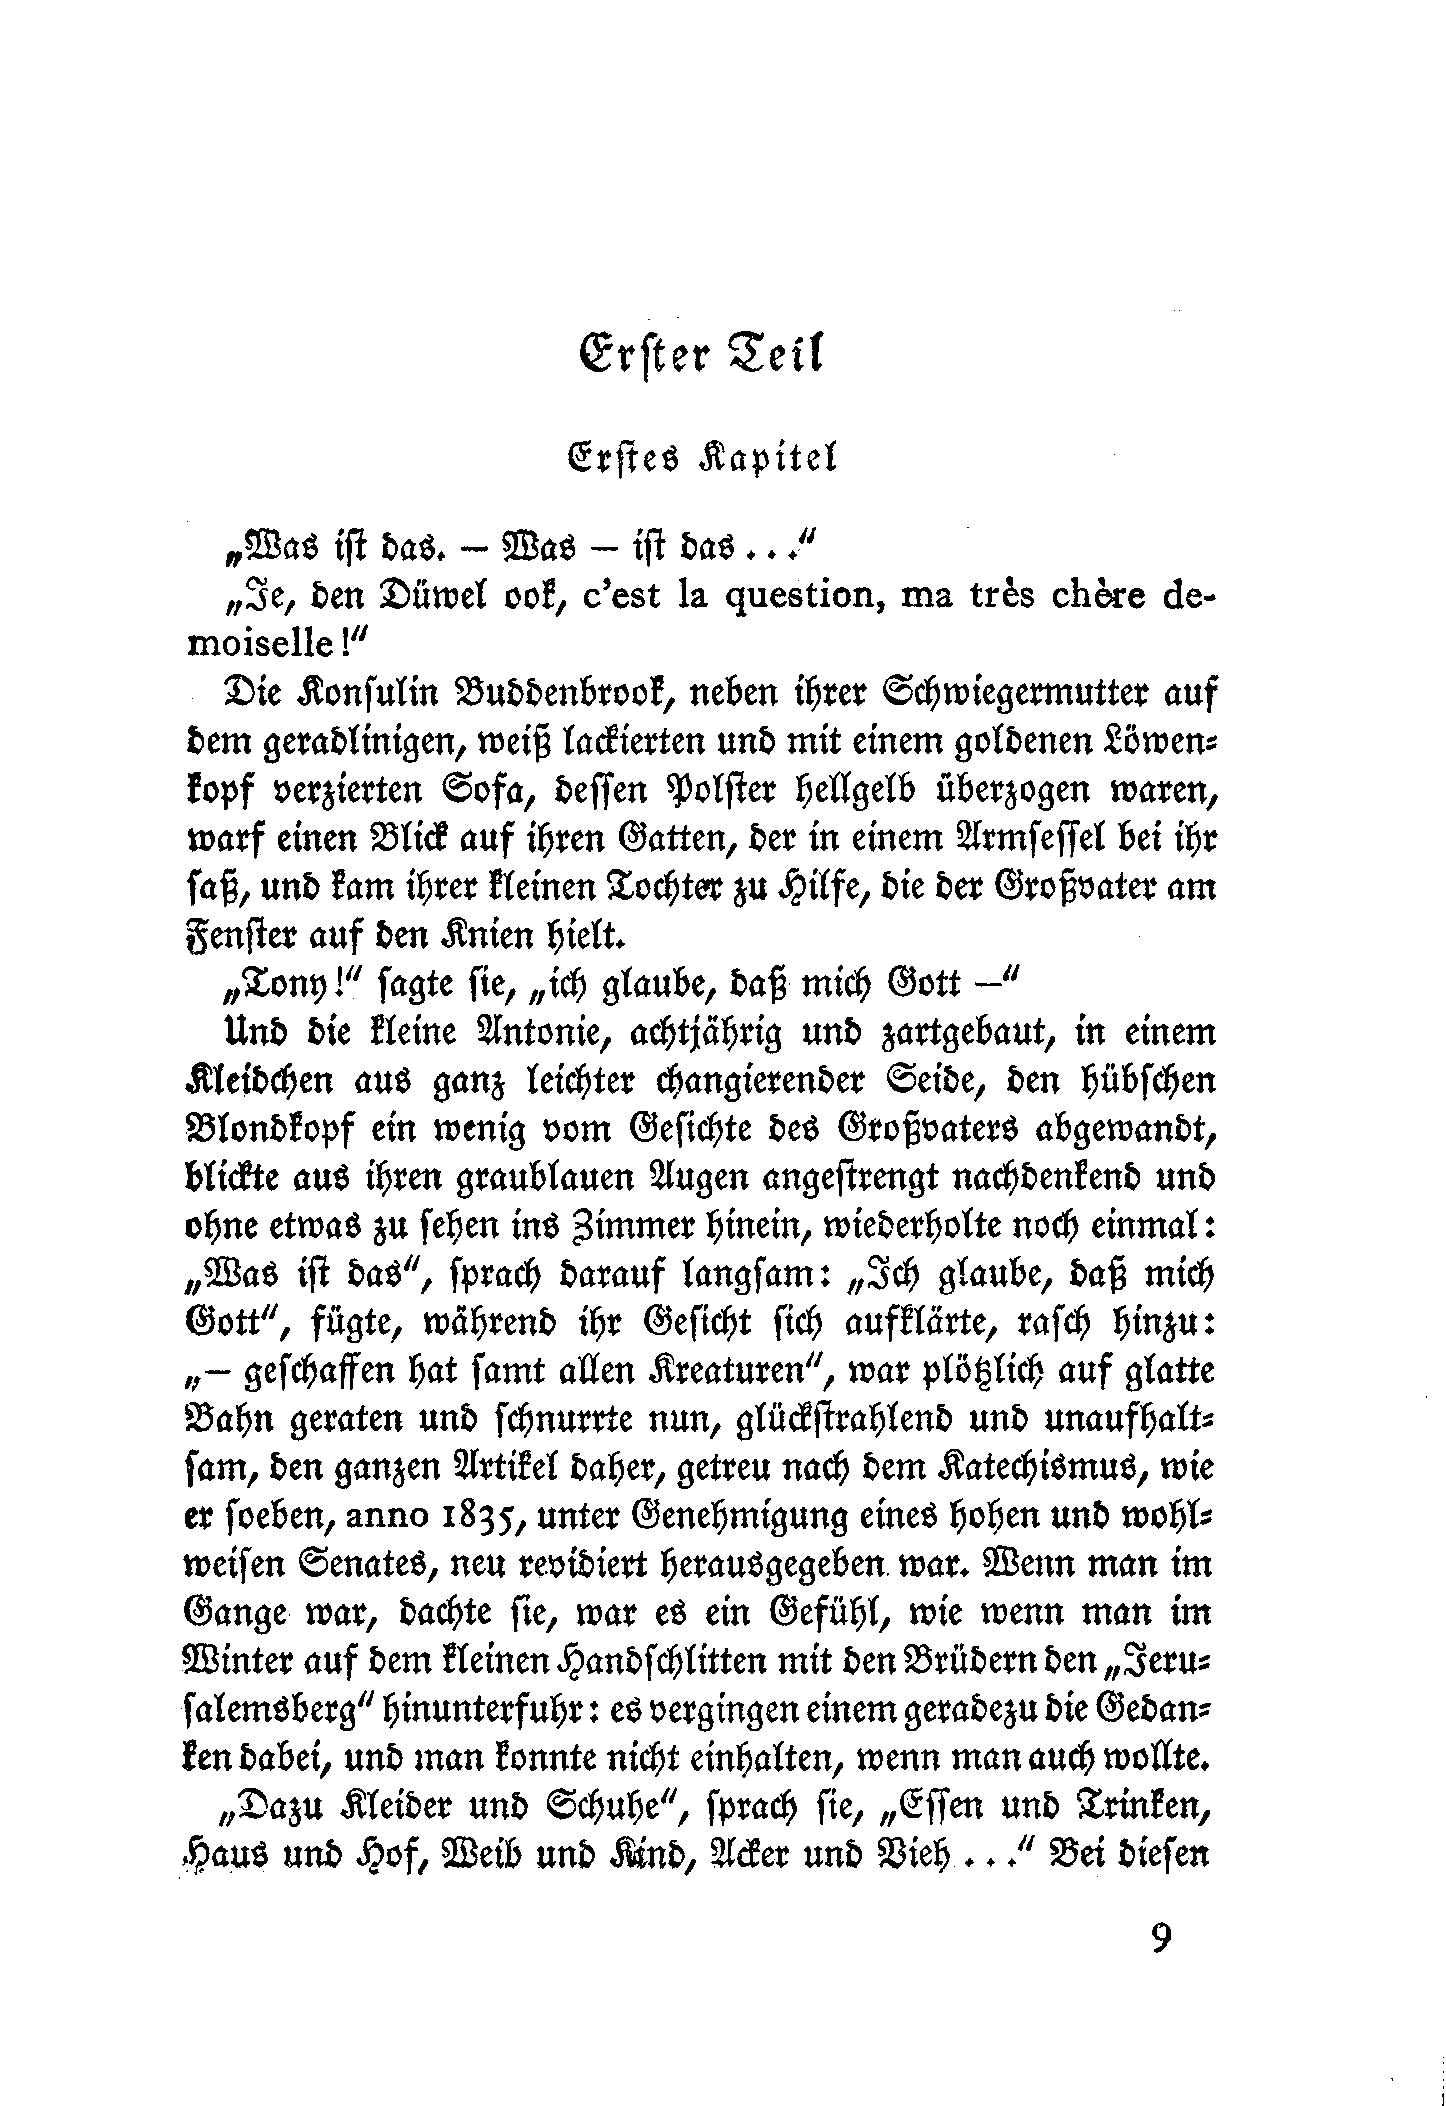 Erster Teil
Erstes Kapitel
„Was ist das. — Was — ist das . . .“
„Je, den Düwel ook, c’est la question, ma très chère de-
moiselle!“
Die Konsulin Buddenbrook, neben ihrer Schwiegermutter auf
dem geradlinigen, weiß lackierten und mit einem goldenen Löwen-
kopf verzierten Sofa, dessen Polster hellgelb überzogen waren,
warf einen Blick auf ihren Gatten, der in einem Armsessel bei ihr
saß, und kam ihrer kleinen Tochter zu Hilfe, die der Großvater am
Fenster auf den Knien hielt.
„Tony!“ sagte sie, „ich glaube, daß mich Gott —“
Und die kleine Antonie, achtjährig und zartgebaut, in einem
Kleidchen aus ganz leichter changierender Seide, den hübschen
Blondkopf ein wenig vom Gesichte des Großvaters abgewandt,
blickte aus ihren graublauen Augen angestrengt nachdenkend und
ohne etwas zu sehen ins Zimmer hinein, wiederholte noch einmal:
„Was ist das“, sprach darauf langsam: „Ich glaube, daß mich
Gott“, fügte, während ihr Gesicht sich aufklärte, rasch hinzu:
„— geschaffen hat samt allen Kreaturen“, war plötzlich auf glatte
Bahn geraten und schnurrte nun, glückstrahlend und unaufhalt-
sam, den ganzen Artikel daher, getreu nach dem Katechismus, wie
er soeben, anno 1835, unter Genehmigung eines hohen und wohl-
weisen Senates, neu revidiert herausgegeben war. Wenn man im
Gange war, dachte sie, war es ein Gefühl, wie wenn man im
Winter auf dem kleinen Handschlitten mit den Brüdern den „Jeru-
salemsberg“ hinunterfuhr: es vergingen einem geradezu die Gedan-
ken dabei, und man konnte nicht einhalten, wenn man auch wollte.
„Dazu Kleider und Schuhe“, sprach sie, „Essen und Trinken,
Haus und Hof, Weib und Kind, Acker und Vieh . . .“ Bei diesen
9